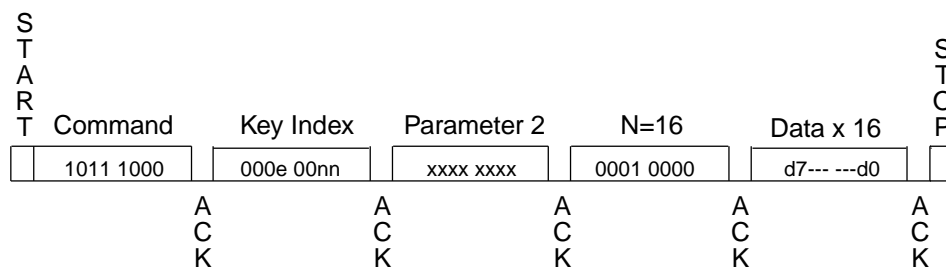 START
Command Key Index Parameter 2 N=16 Data x 16
1011 1000 000e 00nn xxxx xxxx 0001 0000 d7--- ---d0
ACK ACK ACK ACK ACK
STOP